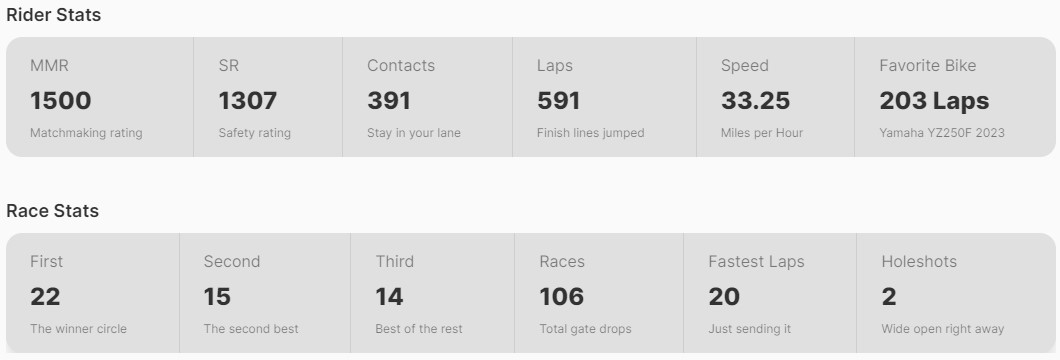 Rider Stats
MMR SR Contacts Laps Speed Favorite Bike
1500 1307 391 591 33.25 203 Laps
Matchmaking rating Safety rating Stay in your lane Finish lines jumped Miles per Hour Yamaha YZ250F 2023
Race Stats
First Second Third Races Fastest Laps Holeshots
22 15 14 106 20 2
The winner circle The second best Best of the rest Total gate drops Just sending it Wide open right away